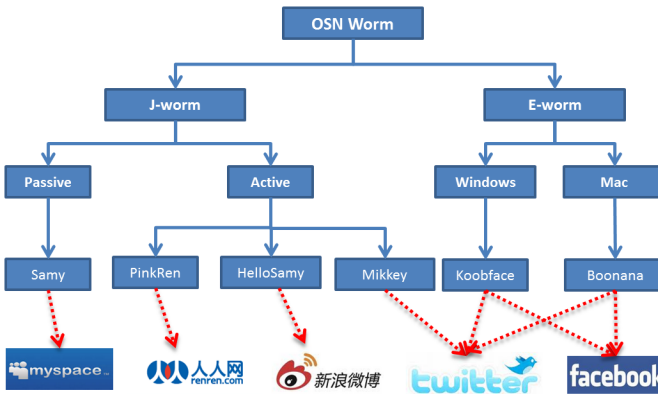 OSN Worm
J-worm
E-worm
Passive
Active
Windows
Mac
Samy
PinkRen
HelloSamy
Mikkey
Koobface
Boonana
myspace
人人网
renren.com
新浪微博
twitter
facebook